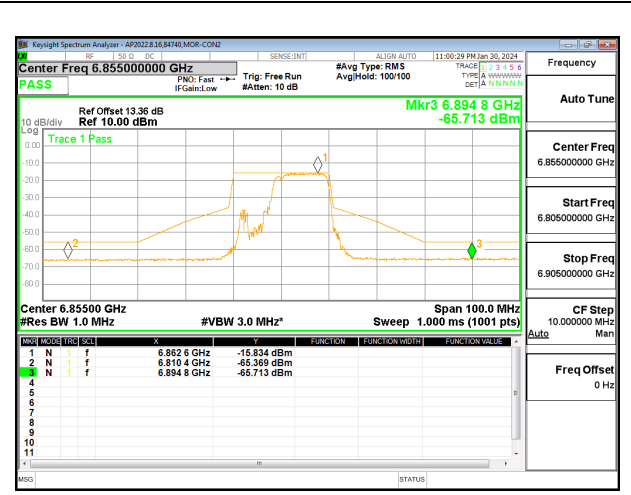 Keysight Spectrum Analyzer - AP2022.8.16,84740,MOR-CON2
LXI RF 50 Ω DC SENSE:INT ALIGN AUTO 11:00:29 PM Jan 30, 2024
Center Freq 6.855000000 GHz
PASS
PNO: Fast
IFGain:Low
Trig: Free Run
#Atten: 10 dB
#Avg Type: RMS
Avg|Hold: 100/100
TRACE 1 2 3 4 5 6
TYPE A WWWWW
DET A N N N N N
Frequency
Auto Tune
Center Freq
6.855000000 GHz
Start Freq
6.805000000 GHz
Stop Freq
6.905000000 GHz
CF Step
10.000000 MHz
Auto Man
Freq Offset
0 Hz
Ref Offset 13.36 dB
10 dB/div Ref 10.00 dBm
Mkr3 6.894 8 GHz
-65.713 dBm
Log
Trace 1 Pass
0.00
-10.0
-20.0
-30.0
-40.0
-50.0
-60.0
-70.0
-80.0
1
2
3
Center 6.85500 GHz Span 100.0 MHz
#Res BW 1.0 MHz #VBW 3.0 MHz* Sweep 1.000 ms (1001 pts)
MKR MODE TRC SCL X Y FUNCTION FUNCTION WIDTH FUNCTION VALUE
1 N 1 f 6.862 6 GHz -15.834 dBm
2 N 1 f 6.810 4 GHz -65.369 dBm
3 N 1 f 6.894 8 GHz -65.713 dBm
4
5
6
7
8
9
10
11
MSG STATUS